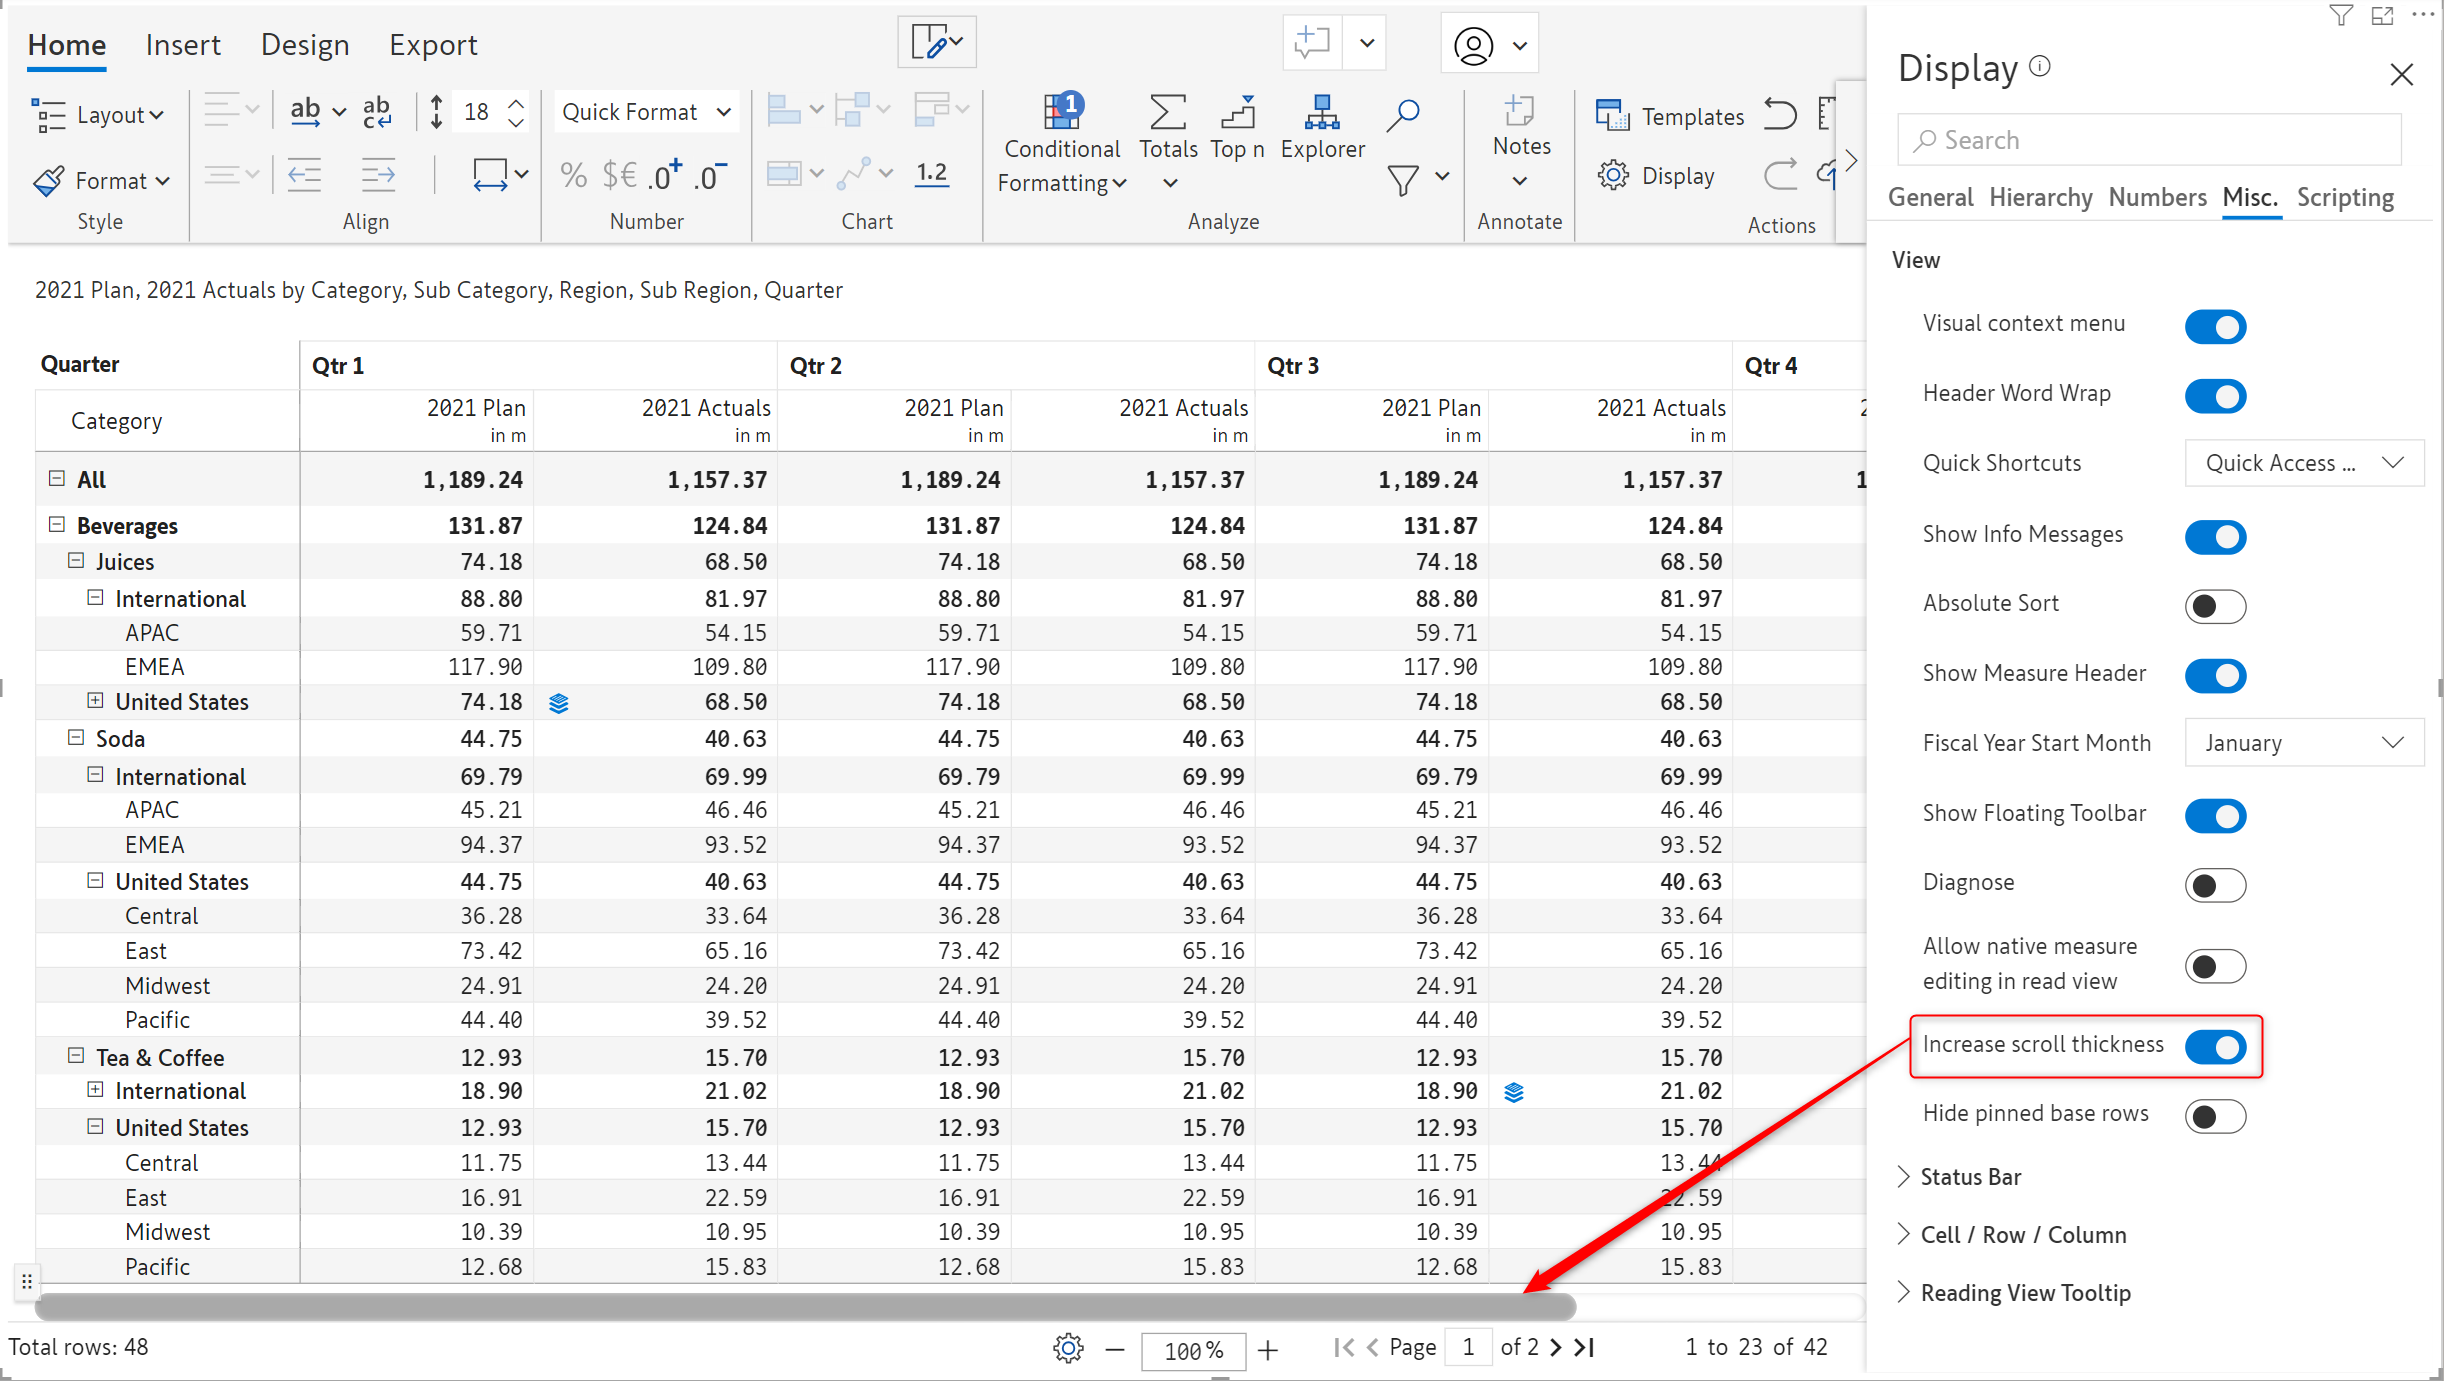 Home Insert Design Export
Layout
ab
ab
c
18
Quick Format
1
Conditional
Formatting
Totals
Top n
Explorer
Notes
Templates
Format
% $€ .0+ .0-
1.2
Display
Style
Align
Number
Chart
Analyze
Annotate
Actions
2021 Plan, 2021 Actuals by Category, Sub Category, Region, Sub Region, Quarter
Quarter Qtr 1 Qtr 2 Qtr 3 Qtr 4
Category 2021 Plan 2021 Actuals 2021 Plan 2021 Actuals 2021 Plan 2021 Actuals 2
in m in m in m in m in m in m
All 1,189.24 1,157.37 1,189.24 1,157.37 1,189.24 1,157.37 1
Beverages 131.87 124.84 131.87 124.84 131.87 124.84
Juices 74.18 68.50 74.18 68.50 74.18 68.50
International 88.80 81.97 88.80 81.97 88.80 81.97
APAC 59.71 54.15 59.71 54.15 59.71 54.15
EMEA 117.90 109.80 117.90 109.80 117.90 109.80
United States 74.18 68.50 74.18 68.50 74.18 68.50
Soda 44.75 40.63 44.75 40.63 44.75 40.63
International 69.79 69.99 69.79 69.99 69.79 69.99
APAC 45.21 46.46 45.21 46.46 45.21 46.46
EMEA 94.37 93.52 94.37 93.52 94.37 93.52
United States 44.75 40.63 44.75 40.63 44.75 40.63
Central 36.28 33.64 36.28 33.64 36.28 33.64
East 73.42 65.16 73.42 65.16 73.42 65.16
Midwest 24.91 24.20 24.91 24.20 24.91 24.20
Pacific 44.40 39.52 44.40 39.52 44.40 39.52
Tea & Coffee 12.93 15.70 12.93 15.70 12.93 15.70
International 18.90 21.02 18.90 21.02 18.90 21.02
United States 12.93 15.70 12.93 15.70 12.93 15.70
Central 11.75 13.44 11.75 13.44 11.75 13.44
East 16.91 22.59 16.91 22.59 16.91 22.59
Midwest 10.39 10.95 10.39 10.95 10.39 10.95
Pacific 12.68 15.83 12.68 15.83 12.68 15.83
Total rows: 48
100 %
Page 1 of 2
1 to 23 of 42
Display
Search
General Hierarchy Numbers Misc. Scripting
View
Visual context menu
Header Word Wrap
Quick Shortcuts Quick Access ...
Show Info Messages
Absolute Sort
Show Measure Header
Fiscal Year Start Month January
Show Floating Toolbar
Diagnose
Allow native measure
editing in read view
Increase scroll thickness
Hide pinned base rows
Status Bar
Cell / Row / Column
Reading View Tooltip